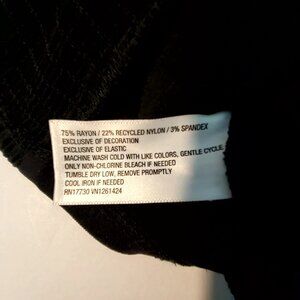 75% RAYON / 22% RECYCLED NYLON / 3% SPANDEX
EXCLUSIVE OF DECORATION
EXCLUSIVE OF ELASTIC
MACHINE WASH COLD WITH LIKE COLORS, GENTLE CYCLE
ONLY NON-CHLORINE BLEACH IF NEEDED
TUMBLE DRY LOW, REMOVE PROMPTLY
COOL IRON IF NEEDED
RN17730 VN1261424